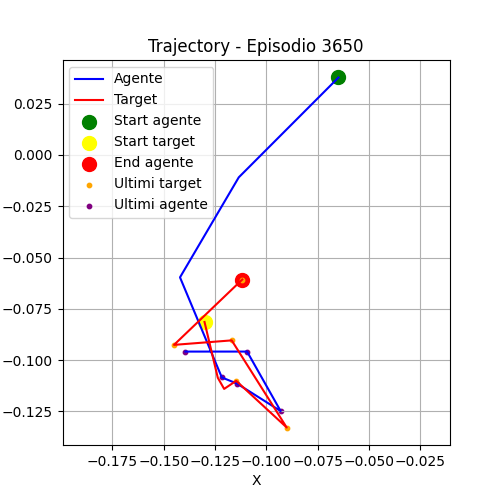 Trajectory - Episodio 3650
Agente
Target
Start agente
Start target
End agente
Ultimi target
Ultimi agente
0.025
0.000
−0.025
−0.050
−0.075
−0.100
−0.125
−0.175 −0.150 −0.125 −0.100 −0.075 −0.050 −0.025
X